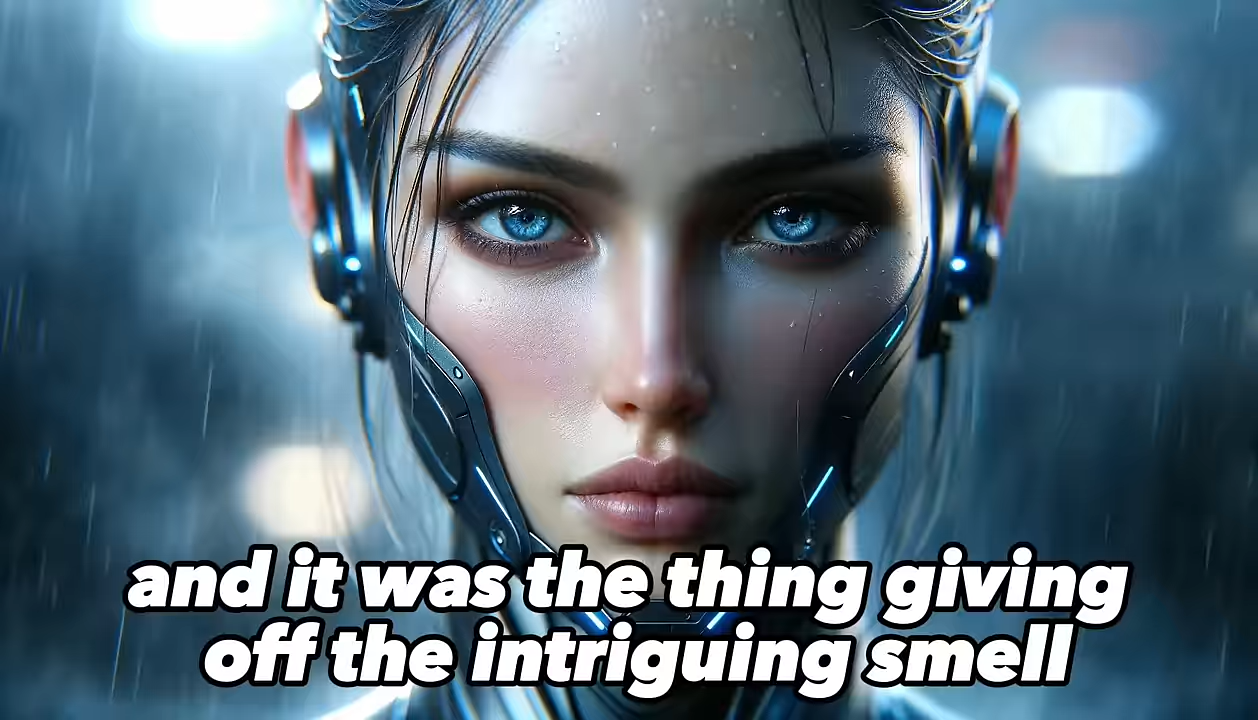 and it was the thing giving
off the intriguing smell